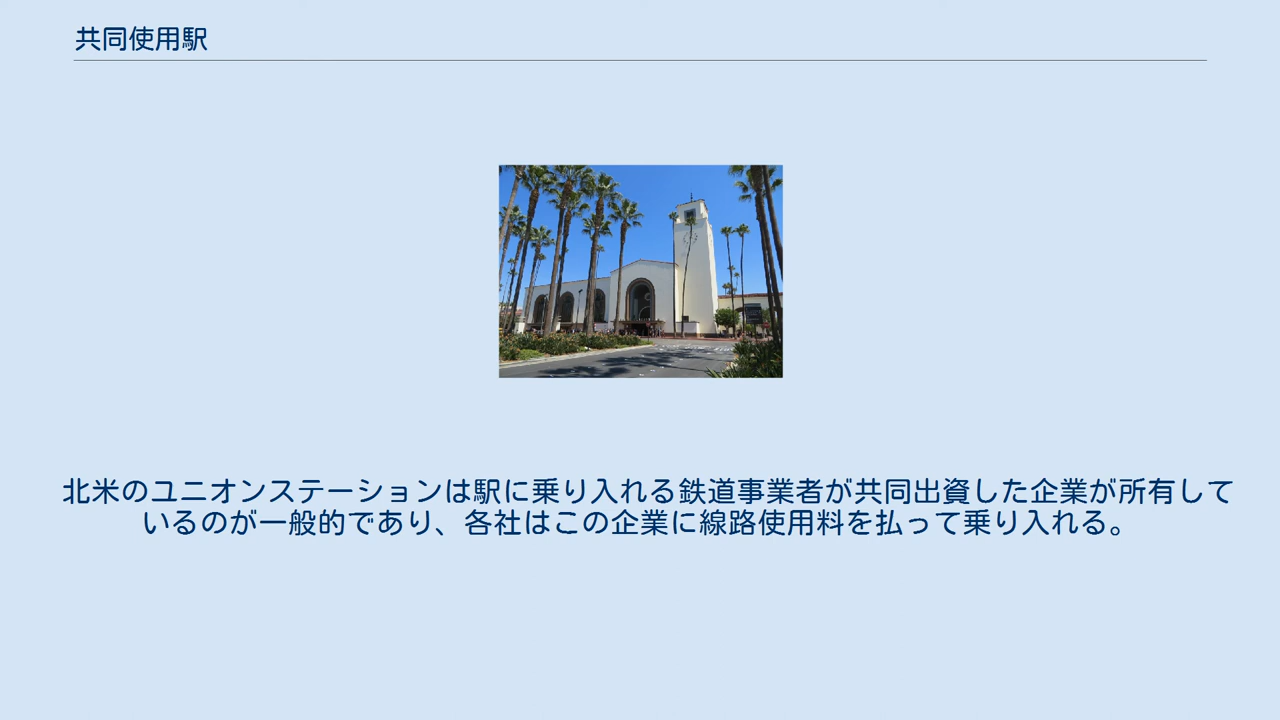 共同使用駅
北米のユニオンステーションは駅に乗り入れる鉄道事業者が共同出資した企業が所有して
いるのが一般的であり、各社はこの企業に線路使用料を払って乗り入れる。